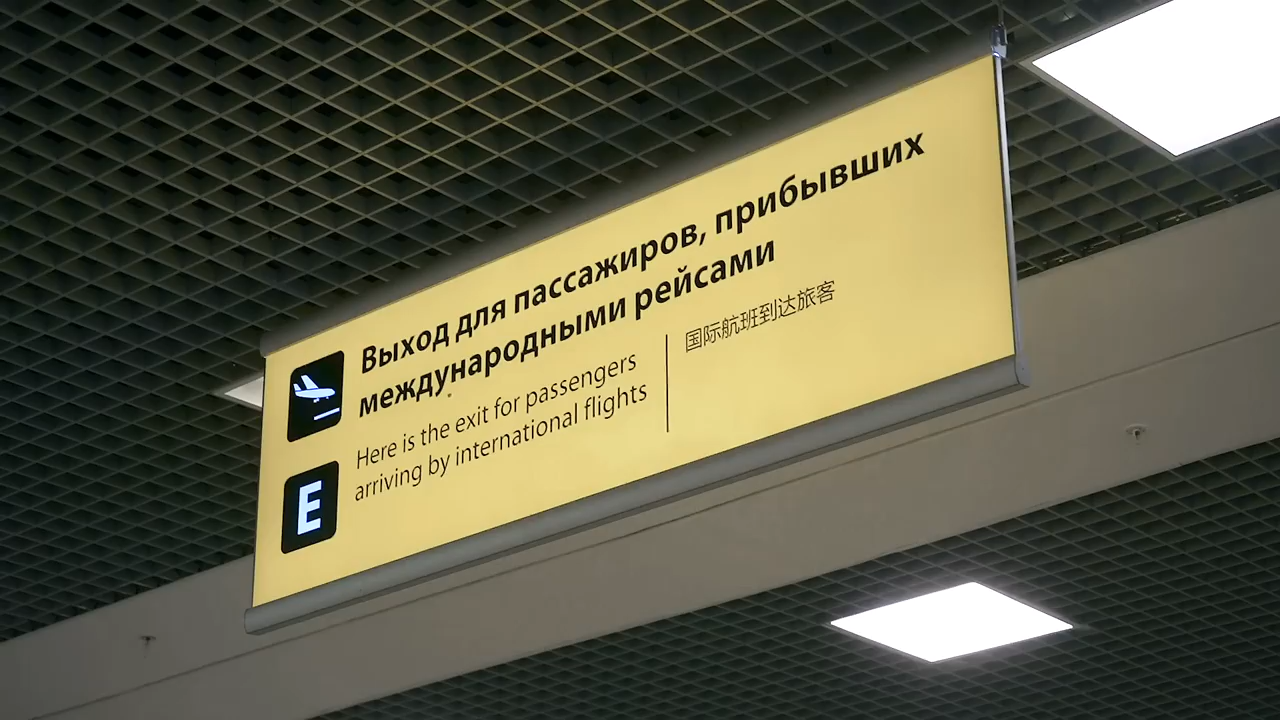 Выход для пассажиров, прибывших
международными рейсами
Here is the exit for passengers
arriving by international flights
国际航班到达旅客
E